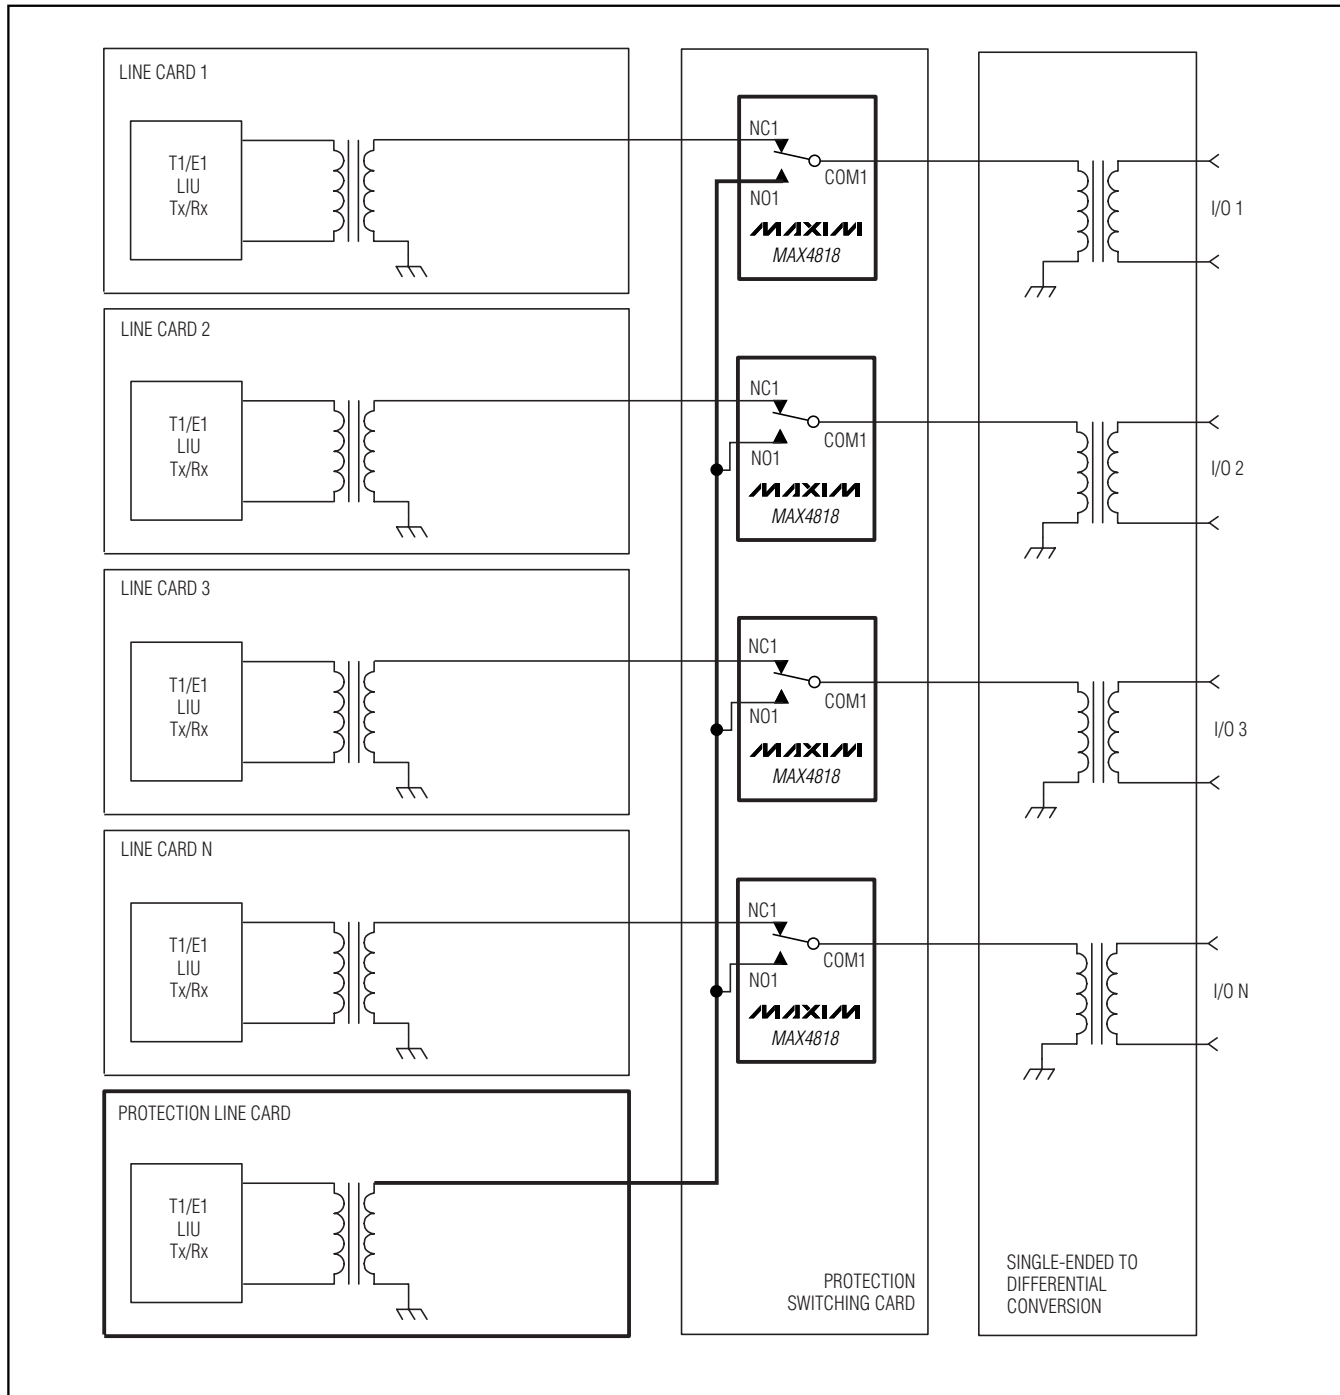 LINE CARD 1
T1/E1
LIU
Tx/Rx
NC1
COM1
NO1
MAXIM
MAX4818
I/O 1
LINE CARD 2
T1/E1
LIU
Tx/Rx
NC1
COM1
NO1
MAXIM
MAX4818
I/O 2
LINE CARD 3
T1/E1
LIU
Tx/Rx
NC1
COM1
NO1
MAXIM
MAX4818
I/O 3
LINE CARD N
T1/E1
LIU
Tx/Rx
NC1
COM1
NO1
MAXIM
MAX4818
I/O N
PROTECTION LINE CARD
T1/E1
LIU
Tx/Rx
PROTECTION
SWITCHING CARD
SINGLE-ENDED TO
DIFFERENTIAL
CONVERSION